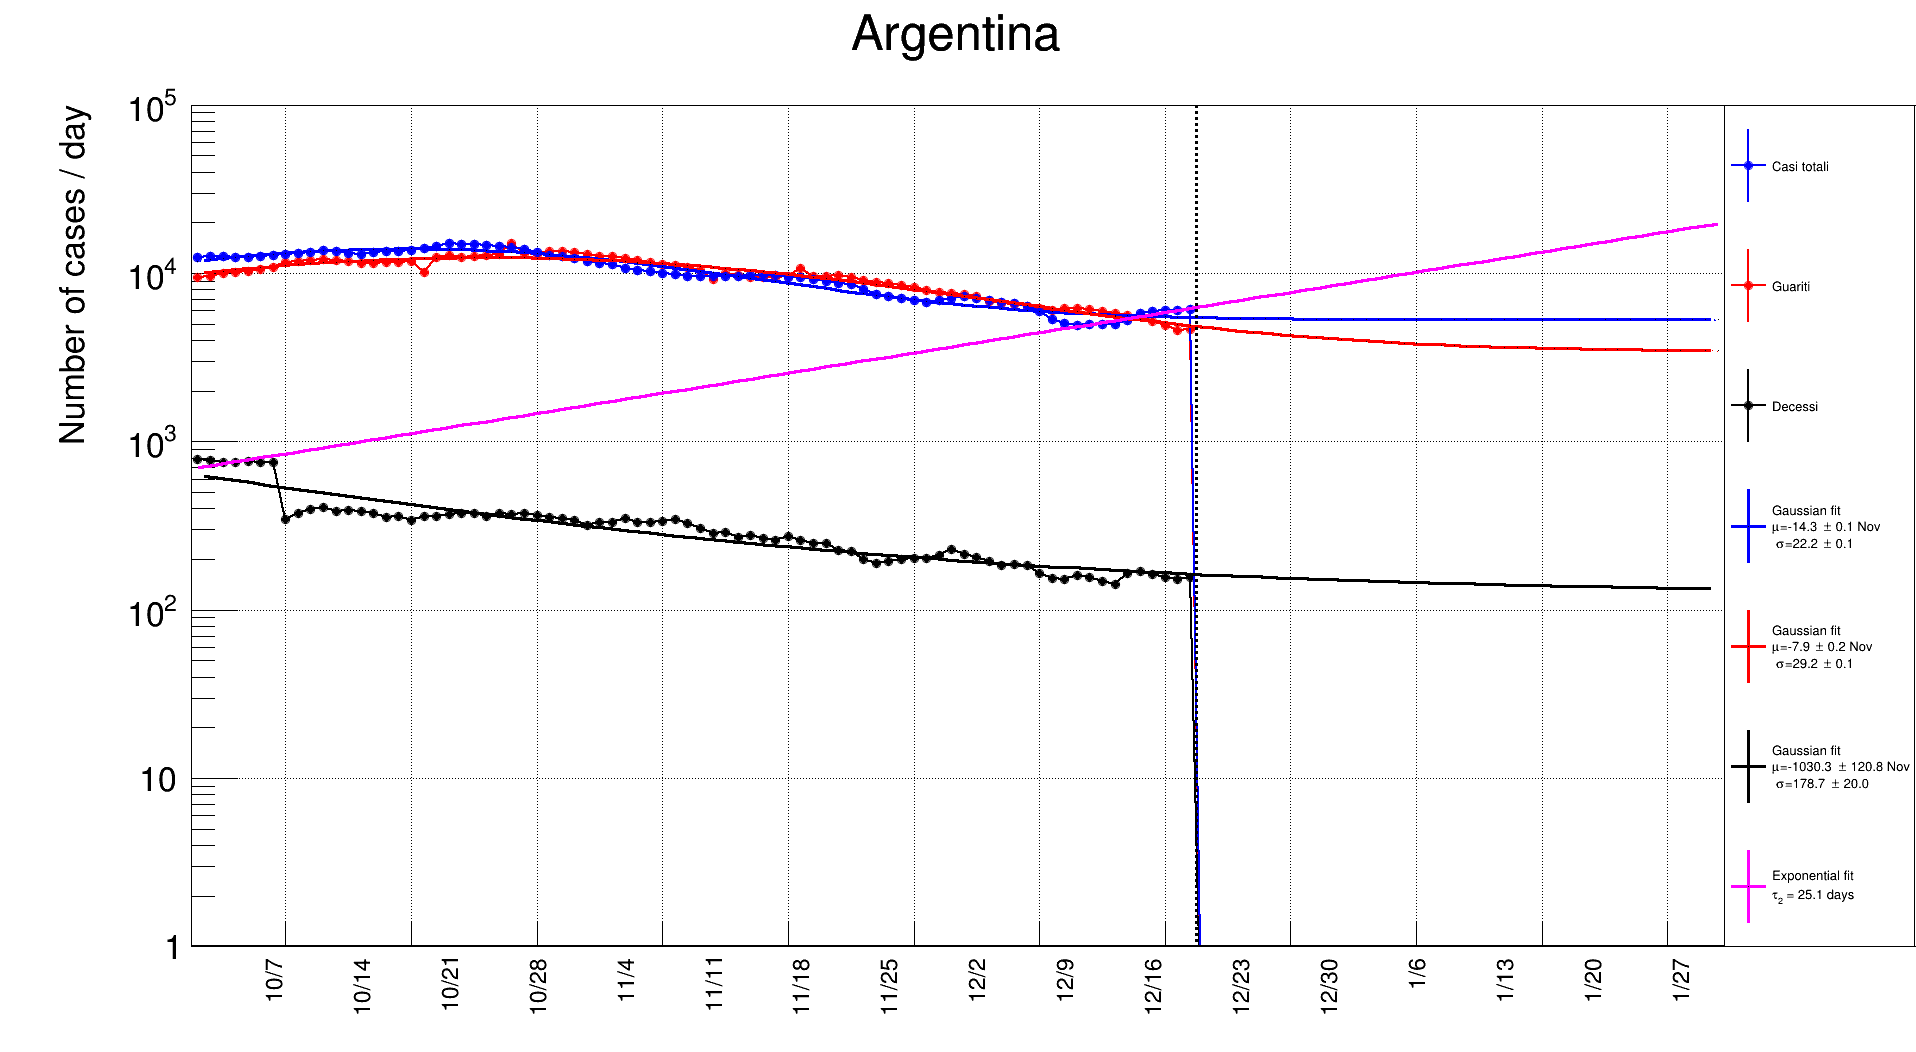 Argentina
Number of cases / day
10^5
10^4
10^3
10^2
10
1
10/7
10/14
10/21
10/28
11/4
11/11
11/18
11/25
12/2
12/9
12/16
12/23
12/30
1/6
1/13
1/20
1/27
Casi totali
Guariti
Decessi
Gaussian fit
μ=-14.3 ± 0.1 Nov
σ=22.2 ± 0.1
Gaussian fit
μ=-7.9 ± 0.2 Nov
σ=29.2 ± 0.1
Gaussian fit
μ=-1030.3 ± 120.8 Nov
σ=178.7 ± 20.0
Exponential fit
τ₂ = 25.1 days